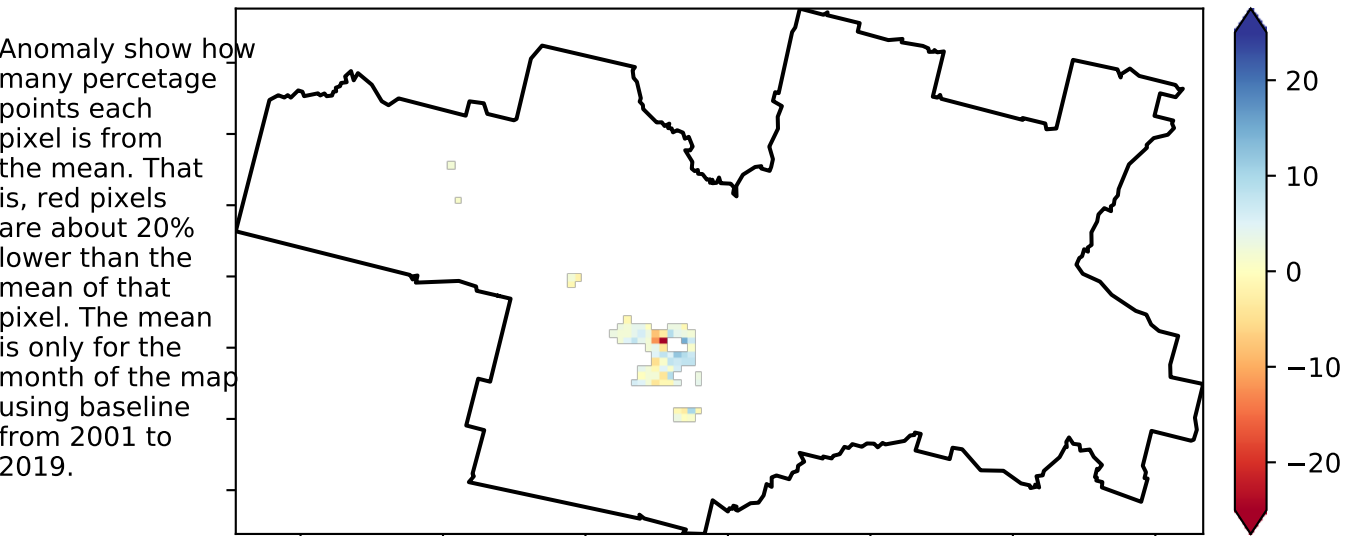 Anomaly show how
many percetage
points each
pixel is from
the mean. That
is, red pixels
are about 20%
lower than the
mean of that
pixel. The mean
is only for the
month of the map
using baseline
from 2001 to
2019.
20
10
0
−10
−20